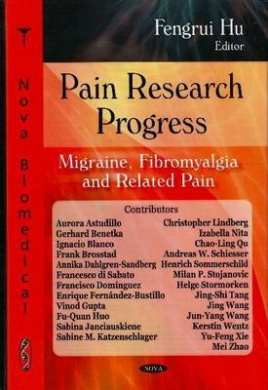 Fengrui Hu
Editor
Nova Biomedical
Pain Research
Progress
Migraine, Fibromyalgia
and Related Pain
Contributors
Aurora Astudillo
Gerhard Benetka
Ignacio Blanco
Frank Brosstad
Annika Dahlgren-Sandberg
Francesco di Sabato
Francisco Domínguez
Enrique Fernández-Bustillo
Vinod Gupta
Fu-Quan Huo
Sabina Janciauskiene
Sabine M. Katzenschlager
Christopher Lindberg
Izabella Nita
Chao-Ling Qu
Andreas W. Schiesser
Henrich Sommerschild
Milan P. Stojanovic
Helge Stormorken
Jing-Shi Tang
Jing Wang
Jun-Yang Wang
Kerstin Wentz
Yu-Feng Xie
Mei Zhao
NOVA